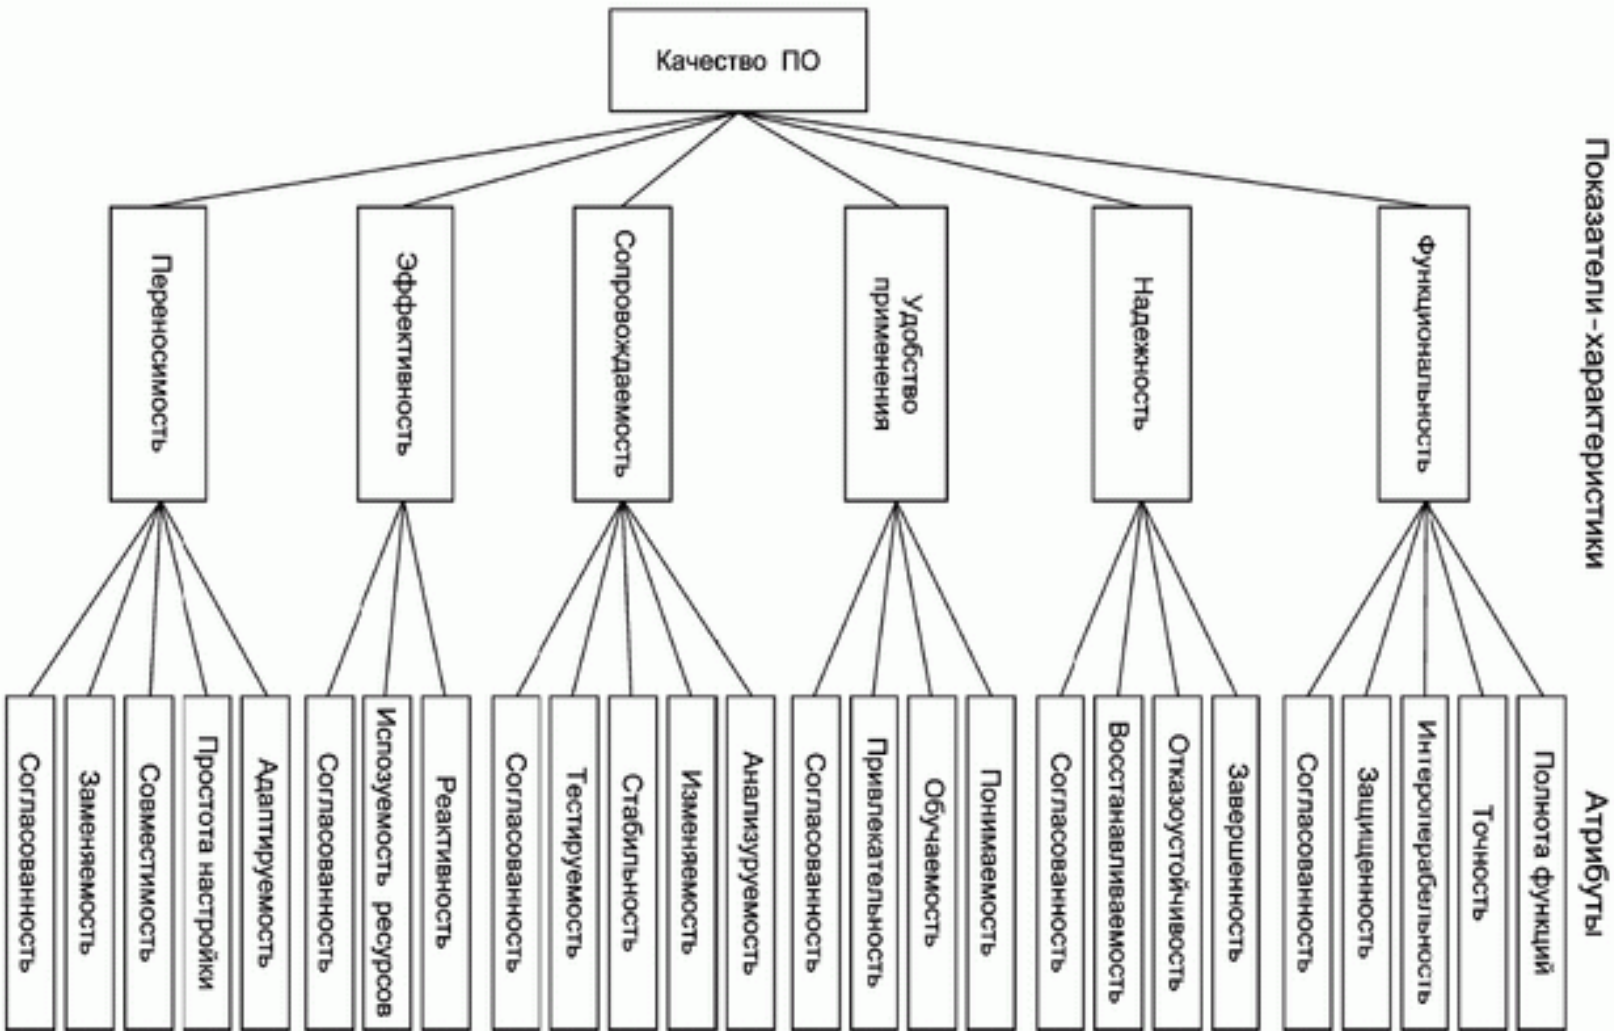 Качество ПО
Показатели-характеристики
Переносимость
Эффективность
Сопровождаемость
Удобство
применения
Надежность
Функциональность
Атрибуты
Согласованность
Заменяемость
Совместимость
Простота настройки
Адаптируемость
Согласованность
Испозуемость ресурсов
Реактивность
Согласованность
Тестируемость
Стабильность
Изменяемость
Анализуруемость
Согласованность
Привлекательность
Обучаемость
Понимаемость
Согласованность
Восстанавливаемость
Отказоустойчивость
Завершенность
Согласованность
Защищенность
Интероперабельность
Точность
Полнота функций